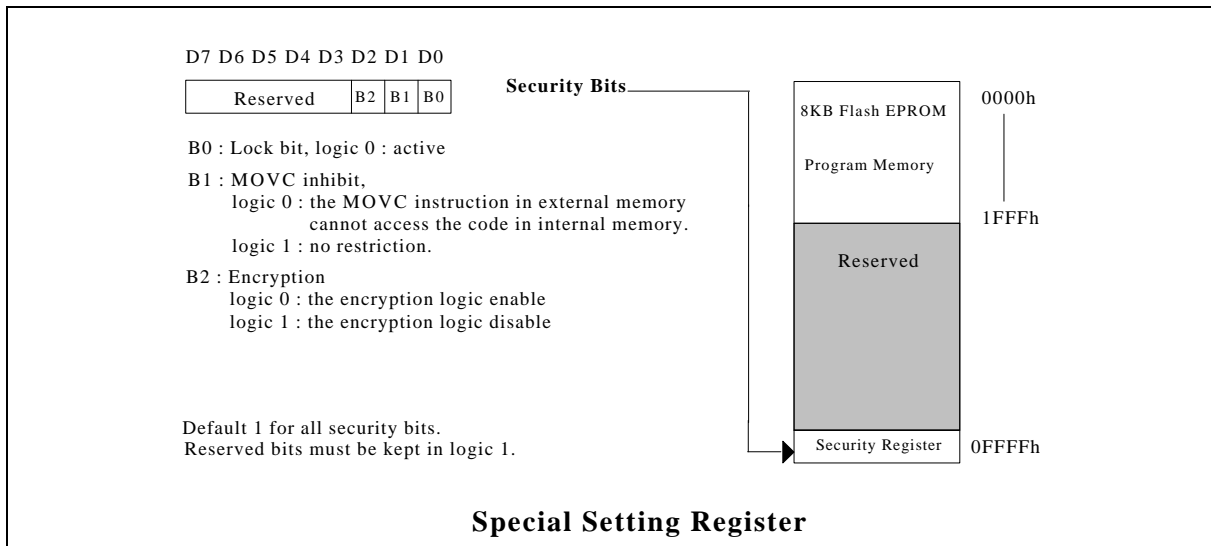 D7 D6 D5 D4 D3 D2 D1 D0
Reserved B2 B1 B0
B0 : Lock bit, logic 0 : active
B1 : MOVC inhibit,
logic 0 : the MOVC instruction in external memory
cannot access the code in internal memory.
logic 1 : no restriction.
B2 : Encryption
logic 0 : the encryption logic enable
logic 1 : the encryption logic disable
Default 1 for all security bits.
Reserved bits must be kept in logic 1.
Security Bits
8KB Flash EPROM
Program Memory
0000h
1FFFh
Reserved
Security Register
0FFFFh
Special Setting Register